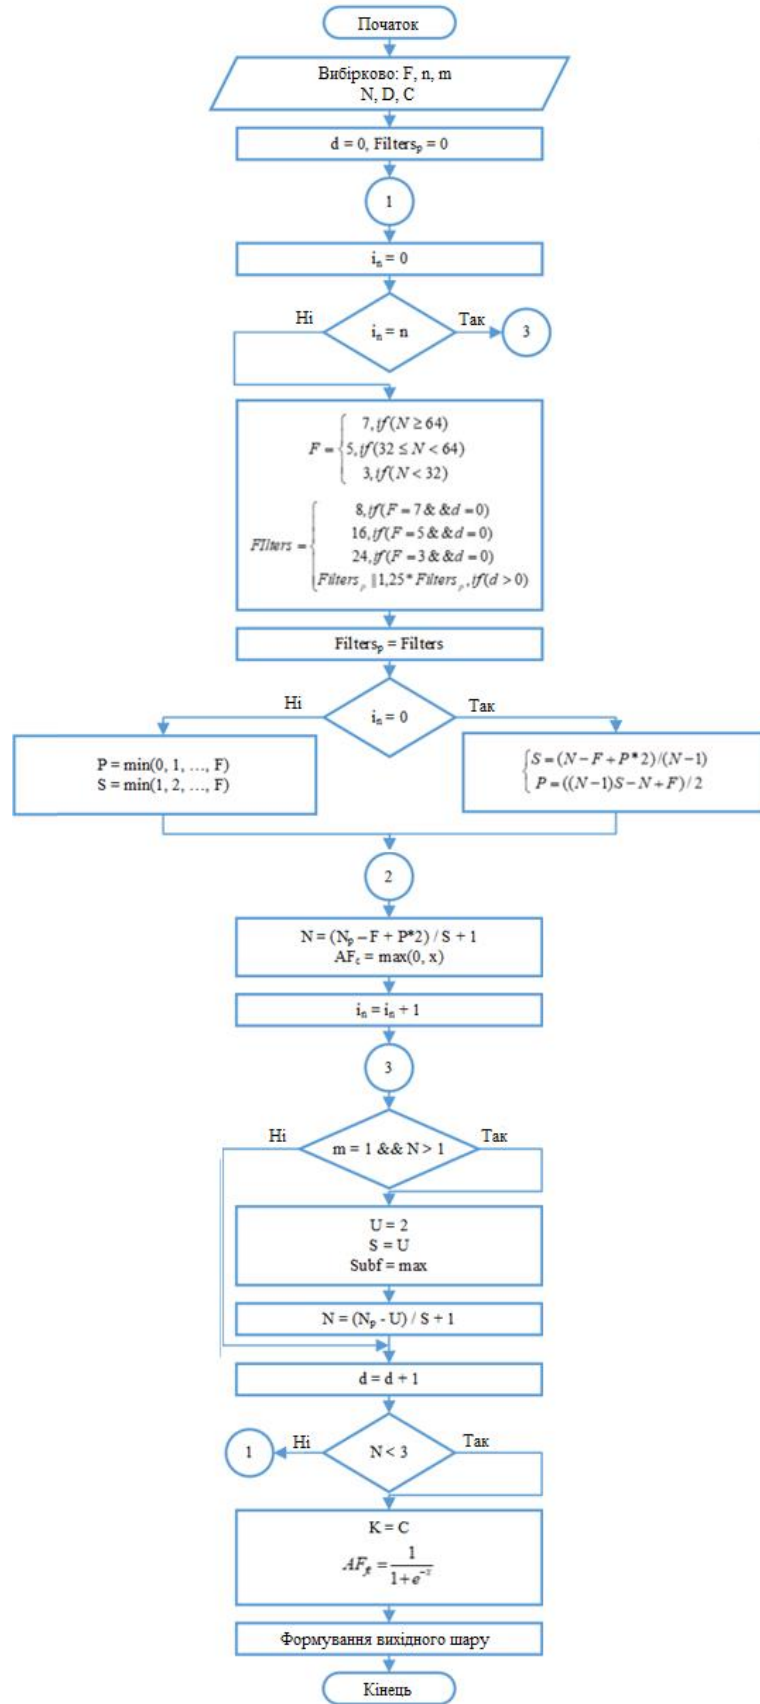 Початок
Вибірково: F, n, m
N, D, C
d = 0, Filtersₚ = 0
1
iₙ = 0
Ні
iₙ = n
Так
3
F = { 7, if(N ≥ 64)
5, if(32 ≤ N < 64)
3, if(N < 32)
FIlters = { 8, if(F = 7 & &d = 0)
16, if(F = 5 & &d = 0)
24, if(F = 3 & &d = 0)
Filtersₚ || 1,25* Filtersₚ, if(d > 0)
Filtersₚ = Filters
Ні
iₙ = 0
Так
P = min(0, 1, …, F)
S = min(1, 2, …, F)
S = (N − F + P* 2) / (N − 1)
P = ((N − 1)S − N + F) / 2
2
N = (Nₚ – F + P*2) / S + 1
AF_c = max(0, x)
iₙ = iₙ + 1
3
Ні
m = 1 && N > 1
Так
U = 2
S = U
Subf = max
N = (Nₚ - U) / S + 1
d = d + 1
1
Ні
N < 3
Так
K = C
AF_fl = 1 / (1 + e^(−x))
Формування вихідного шару
Кінець